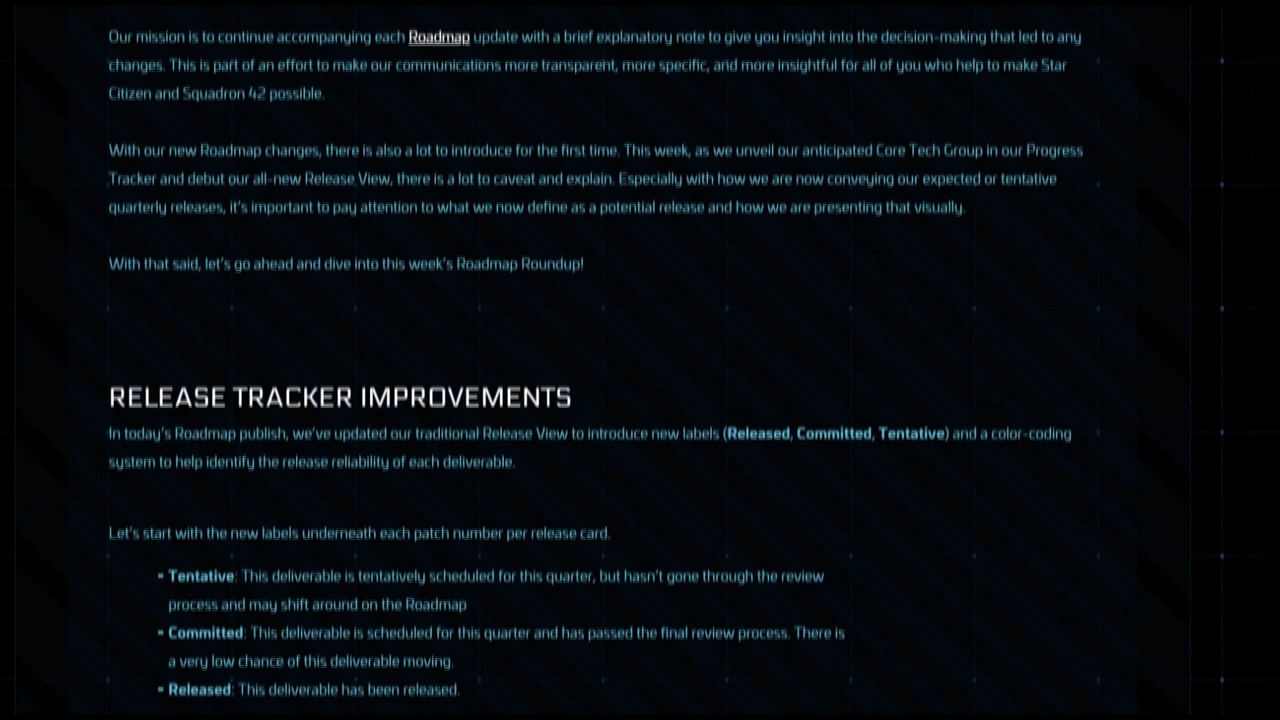 Our mission is to continue accompanying each Roadmap update with a brief explanatory note to give you insight into the decision-making that led to any
changes. This is part of an effort to make our communications more transparent, more specific, and more insightful for all of you who help to make Star
Citizen and Squadron 42 possible.
With our new Roadmap changes, there is also a lot to introduce for the first time. This week, as we unveil our anticipated Core Tech Group in our Progress
Tracker and debut our all-new Release View, there is a lot to caveat and explain. Especially with how we are now conveying our expected or tentative
quarterly releases, it's important to pay attention to what we now define as a potential release and how we are presenting that visually.
With that said, let's go ahead and dive into this week's Roadmap Roundup!
RELEASE TRACKER IMPROVEMENTS
In today's Roadmap publish, we've updated our traditional Release View to introduce new labels (Released, Committed, Tentative) and a color-coding
system to help identify the release reliability of each deliverable.
Let's start with the new labels underneath each patch number per release card.
Tentative: This deliverable is tentatively scheduled for this quarter, but hasn't gone through the review
process and may shift around on the Roadmap
Committed: This deliverable is scheduled for this quarter and has passed the final review process. There is
a very low chance of this deliverable moving.
Released: This deliverable has been released.